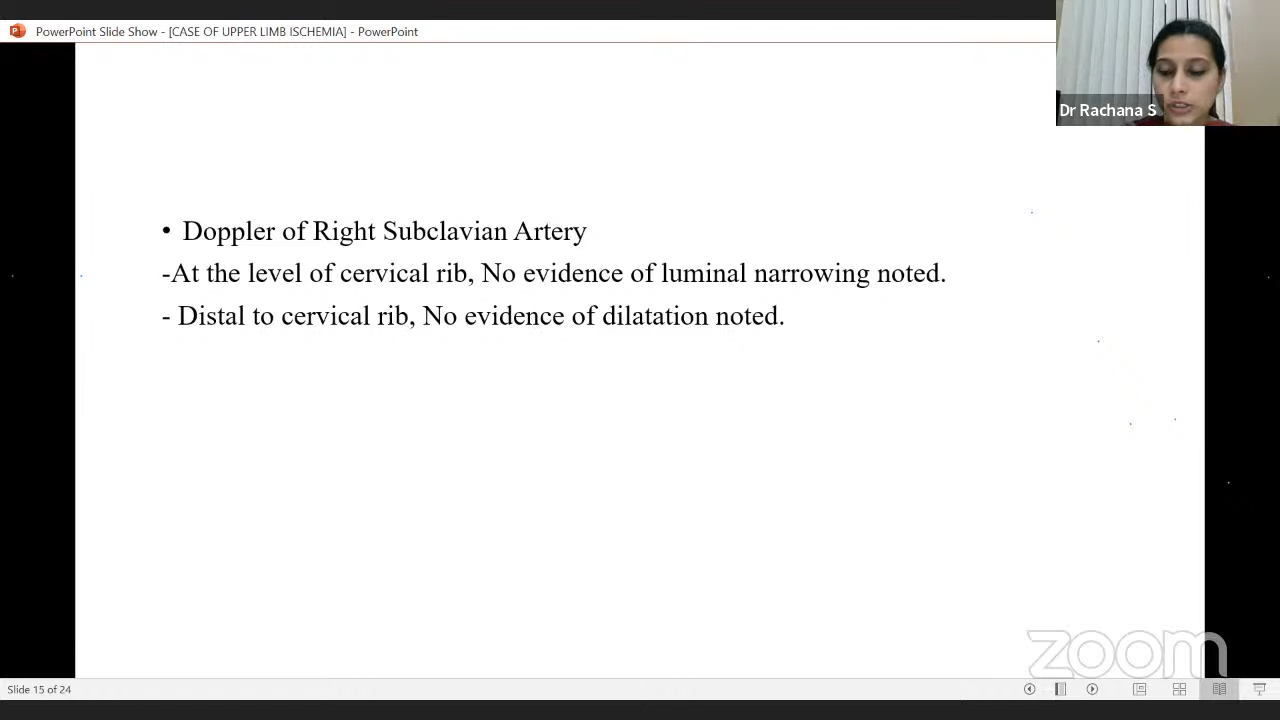 PowerPoint Slide Show - [CASE OF UPPER LIMB ISCHEMIA] - PowerPoint
Dr Rachana S
• Doppler of Right Subclavian Artery
-At the level of cervical rib, No evidence of luminal narrowing noted.
- Distal to cervical rib, No evidence of dilatation noted.
zoom
Slide 15 of 24